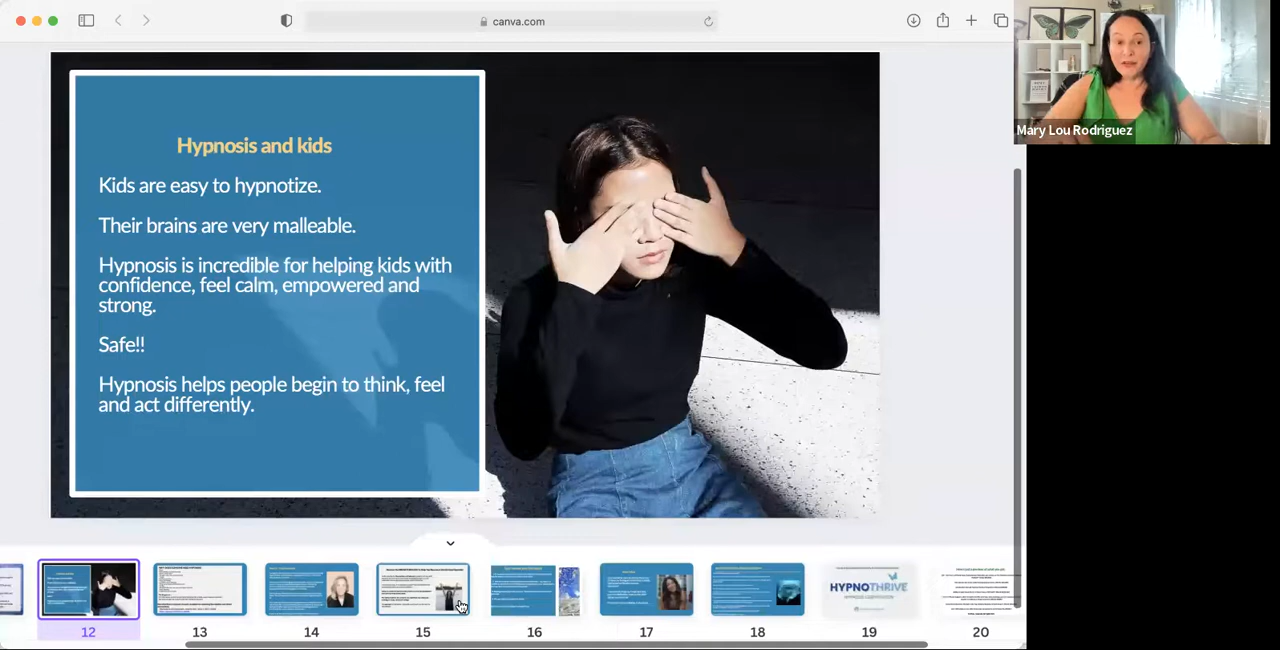 canva.com
Mary Lou Rodriguez
Hypnosis and kids
Kids are easy to hypnotize.
Their brains are very malleable.
Hypnosis is incredible for helping kids with
confidence, feel calm, empowered and
strong.
Safe!!
Hypnosis helps people begin to think, feel
and act differently.
HYPNOTHRIVE
12
13
14
15
16
17
18
19
20